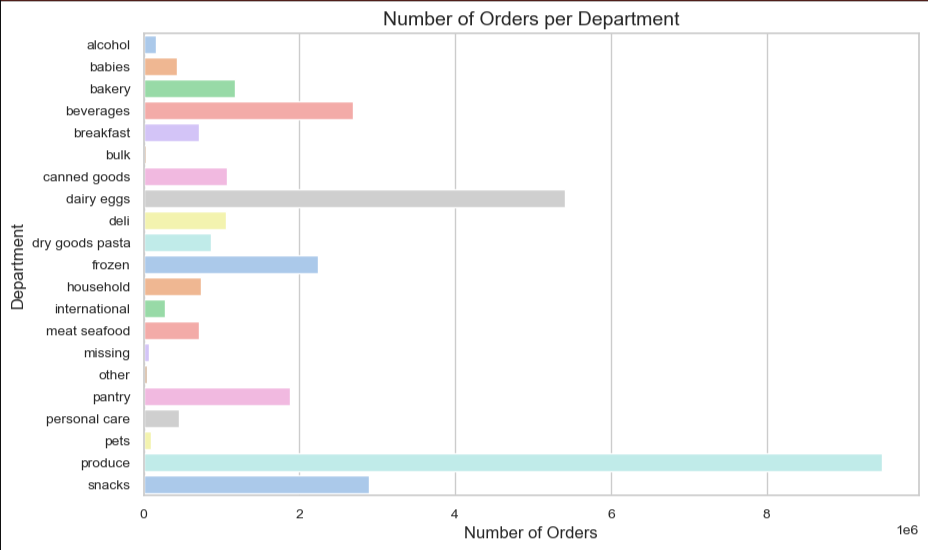 Number of Orders per Department
Department
alcohol
babies
bakery
beverages
breakfast
bulk
canned goods
dairy eggs
deli
dry goods pasta
frozen
household
international
meat seafood
missing
other
pantry
personal care
pets
produce
snacks
0 2 4 6 8
1e6
Number of Orders